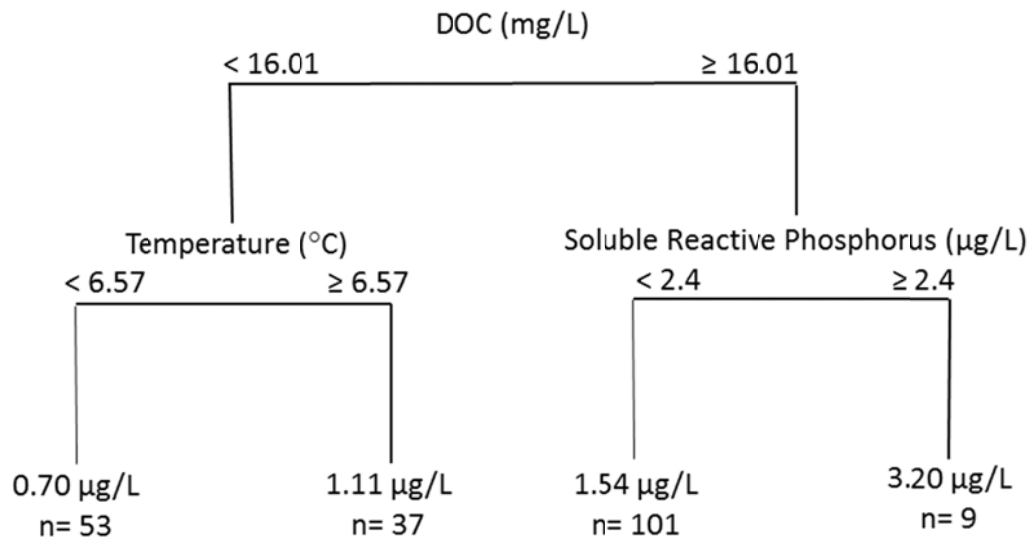 DOC (mg/L)
< 16.01
≥ 16.01
Temperature (°C)
Soluble Reactive Phosphorus (µg/L)
< 6.57
≥ 6.57
< 2.4
≥ 2.4
0.70 µg/L
n= 53
1.11 µg/L
n= 37
1.54 µg/L
n= 101
3.20 µg/L
n= 9